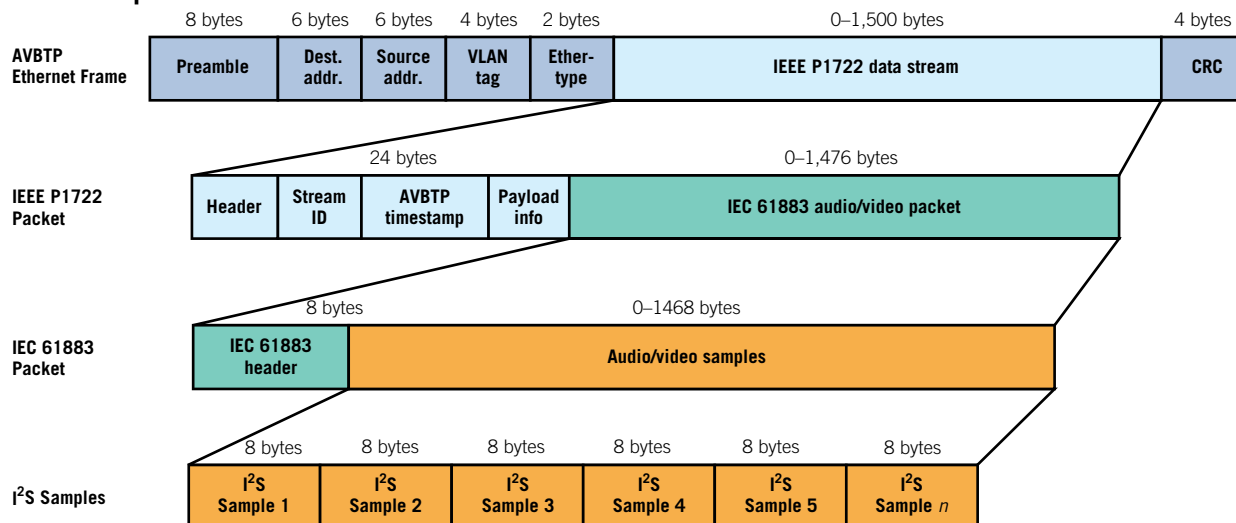 8 bytes 6 bytes 6 bytes 4 bytes 2 bytes 0–1,500 bytes 4 bytes
AVBTP
Ethernet Frame
Preamble
Dest.
addr.
Source
addr.
VLAN
tag
Ether-
type
IEEE P1722 data stream
CRC
24 bytes 0–1,476 bytes
IEEE P1722
Packet
Header
Stream
ID
AVBTP
timestamp
Payload
info
IEC 61883 audio/video packet
8 bytes 0–1468 bytes
IEC 61883
Packet
IEC 61883
header
Audio/video samples
8 bytes 8 bytes 8 bytes 8 bytes 8 bytes 8 bytes
I²S Samples
I²S
Sample 1
I²S
Sample 2
I²S
Sample 3
I²S
Sample 4
I²S
Sample 5
I²S
Sample n